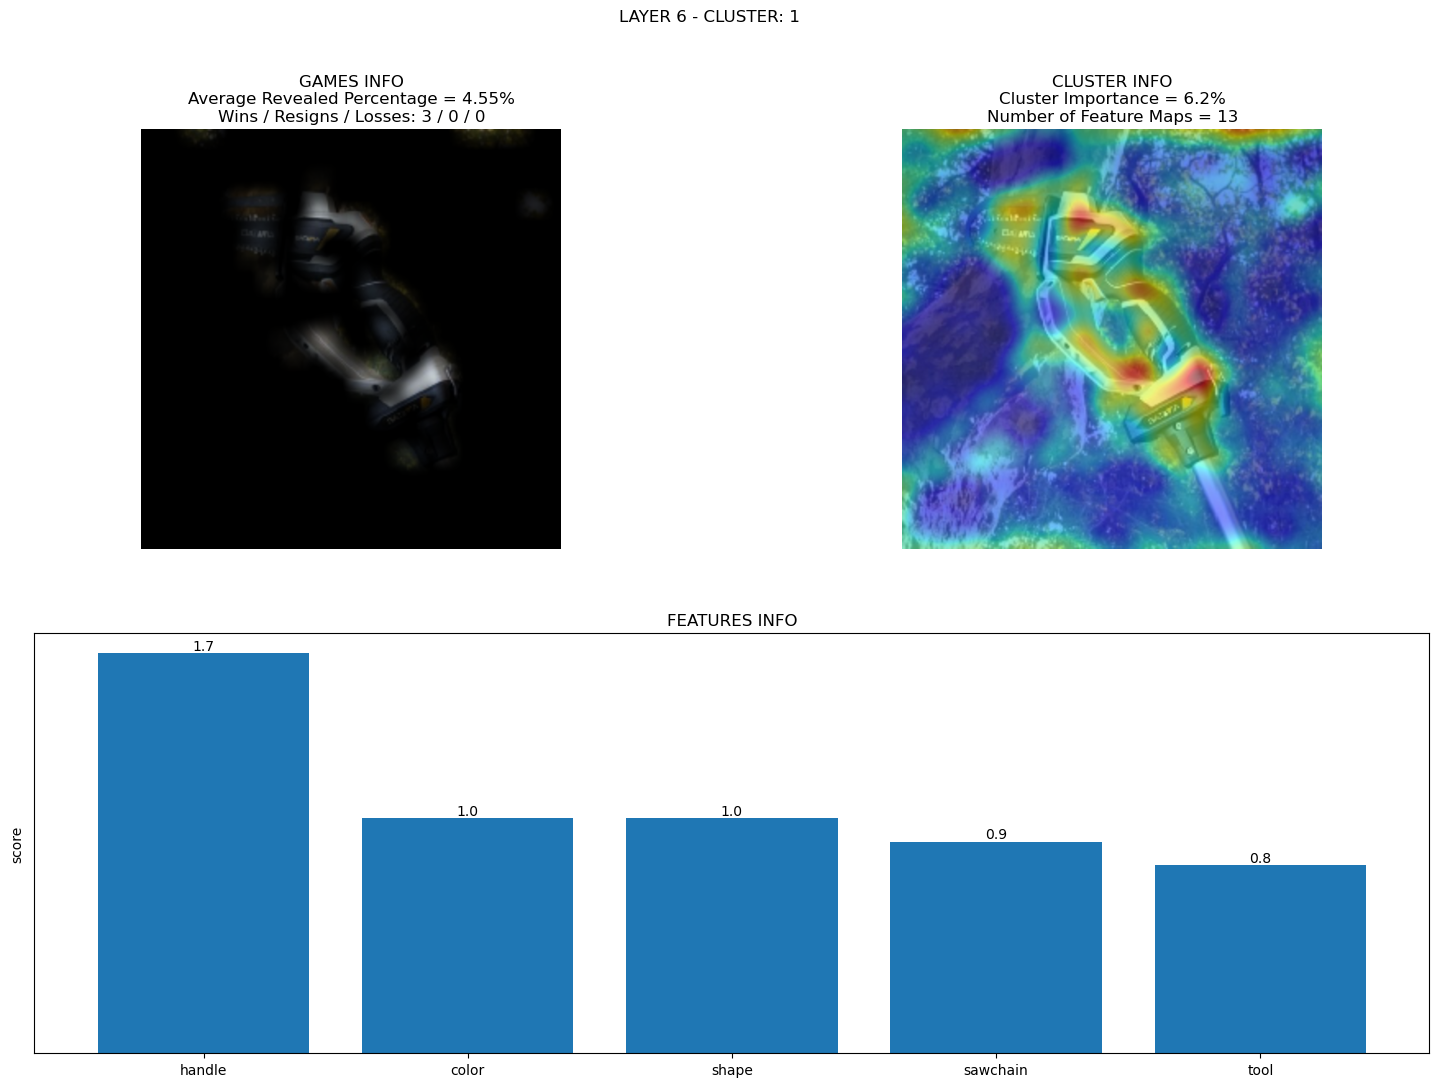 LAYER 6 - CLUSTER: 1
GAMES INFO
Average Revealed Percentage = 4.55%
Wins / Resigns / Losses: 3 / 0 / 0
CLUSTER INFO
Cluster Importance = 6.2%
Number of Feature Maps = 13
FEATURES INFO
score
1.7
1.0
1.0
0.9
0.8
handle
color
shape
sawchain
tool